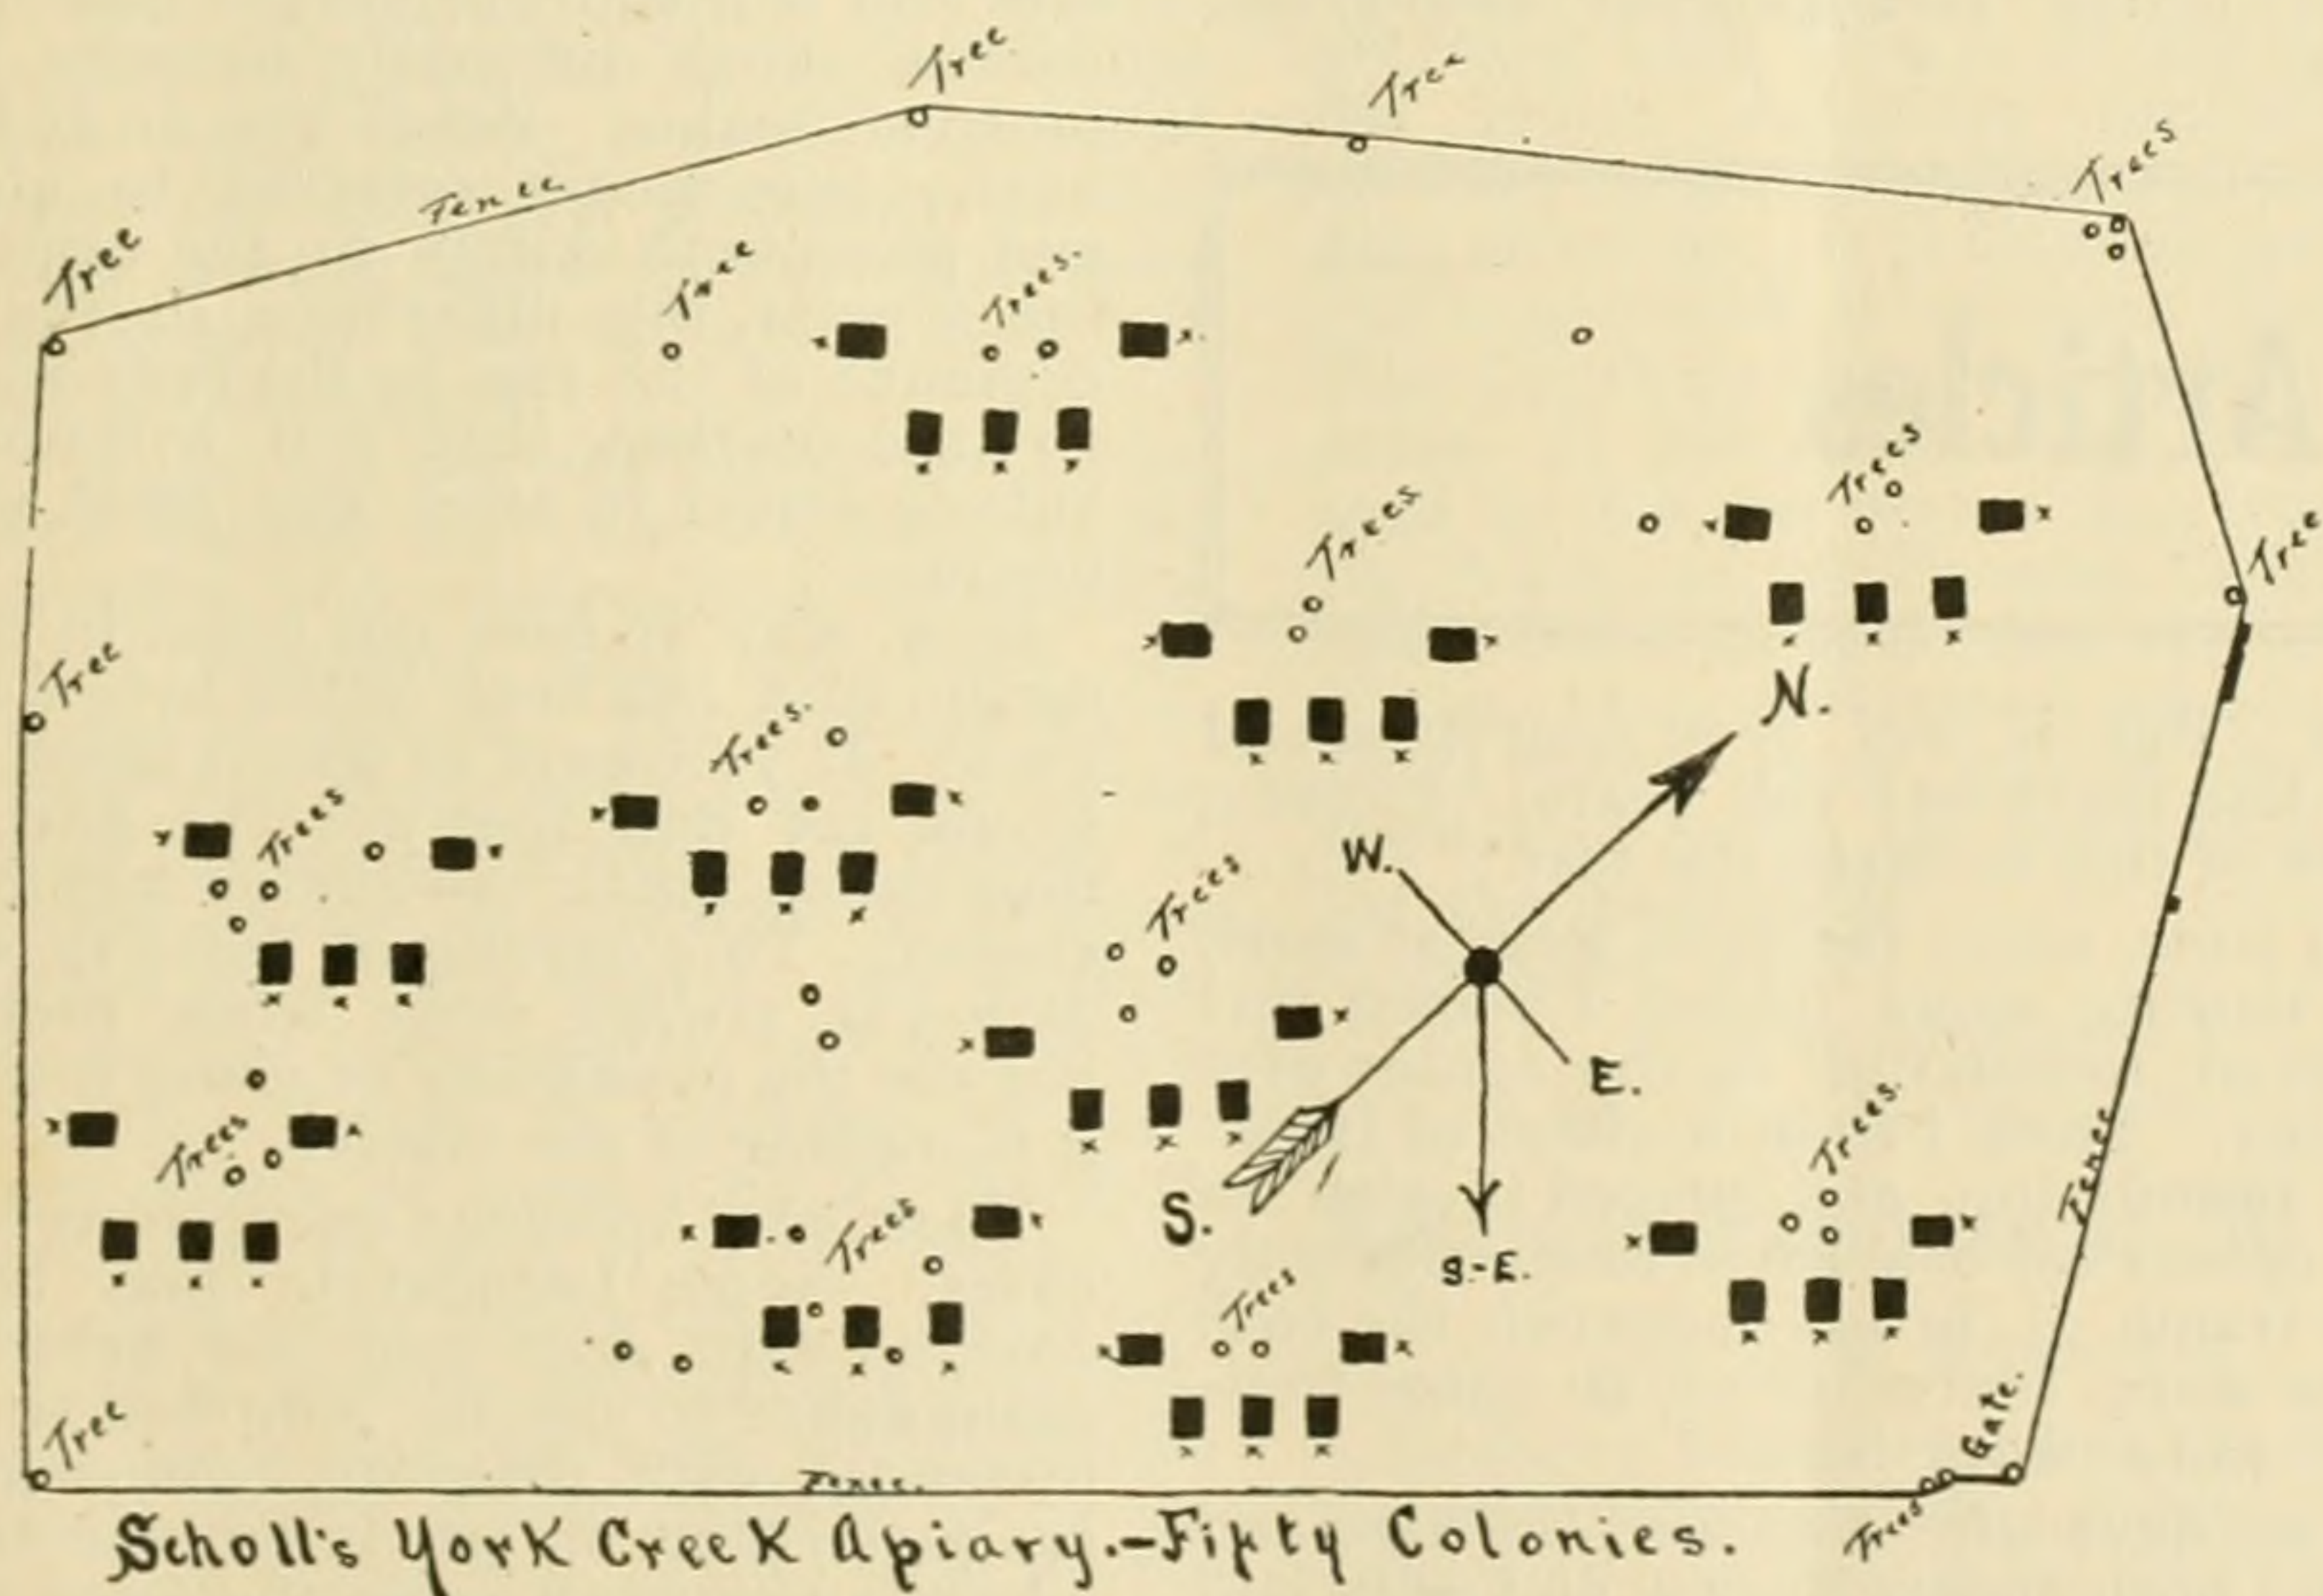 Tree
Tree
Trees
Fence
Tree
Tree
Trees.
Trees
Trees
Tree
N.
Tree
Trees.
Trees
W.
Trees
E.
Trees
Trees.
Fence
S.
Trees
S.-E.
Trees
Gate.
Tree
Fence.
Trees
Scholl's York Creek Apiary.-Fifty Colonies.